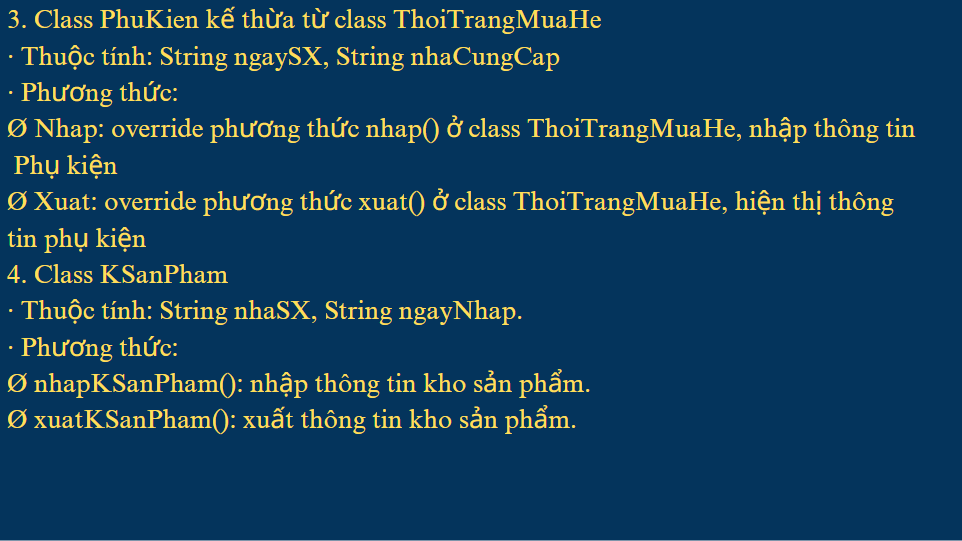 3. Class PhuKien kế thừa từ class ThoiTrangMuaHe
· Thuộc tính: String ngaySX, String nhaCungCap
· Phương thức:
Ø Nhap: override phương thức nhap() ở class ThoiTrangMuaHe, nhập thông tin
Phụ kiện
Ø Xuat: override phương thức xuat() ở class ThoiTrangMuaHe, hiện thị thông
tin phụ kiện
4. Class KSanPham
· Thuộc tính: String nhaSX, String ngayNhap.
· Phương thức:
Ø nhapKSanPham(): nhập thông tin kho sản phẩm.
Ø xuatKSanPham(): xuất thông tin kho sản phẩm.